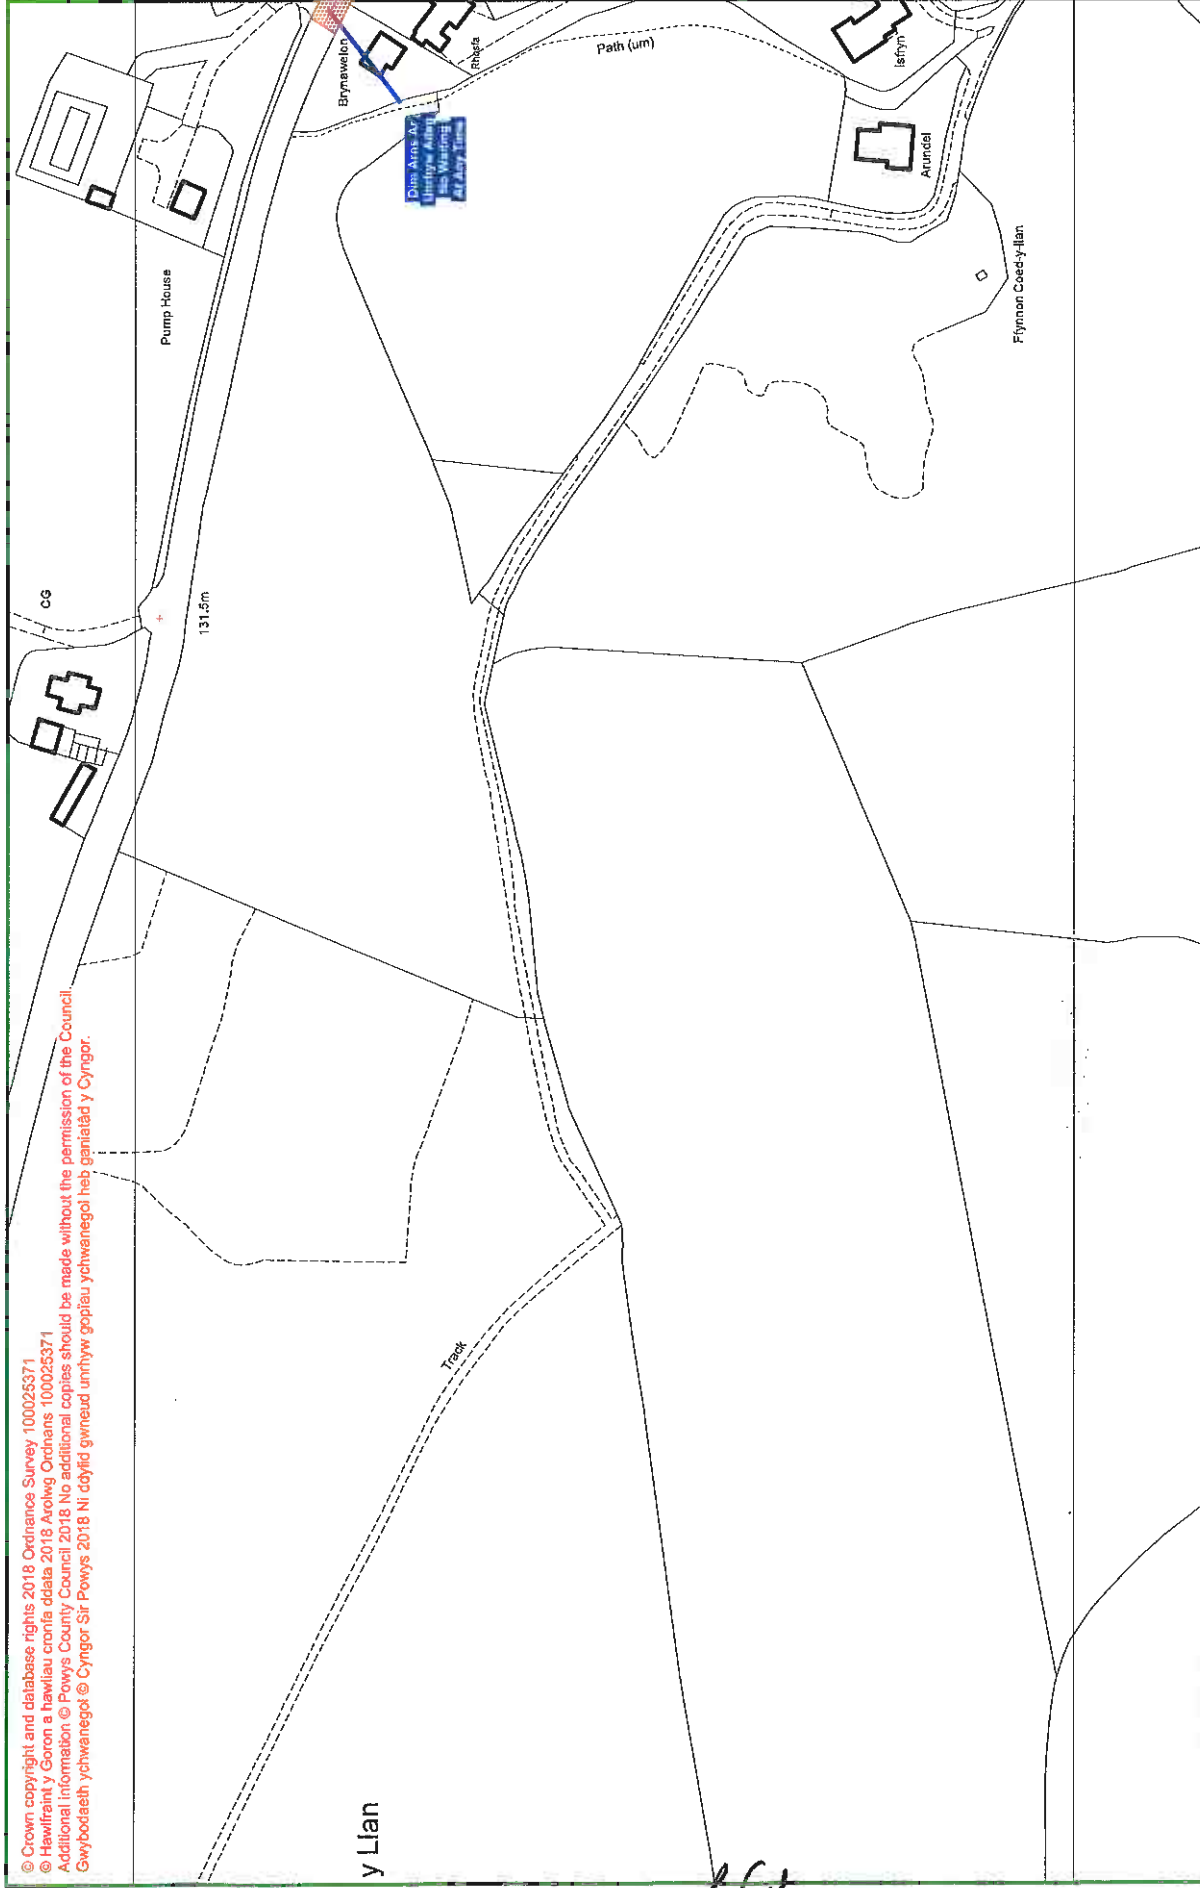 © Crown copyright and database rights 2018 Ordnance Survey 100025371
© Hawlfraint y Goron a hawliau cronfa ddata 2018 Arolwg Ordnans 100025371
Additional Information © Powys County Council 2018 No additional copies should be made without the permission of the Council.
Gwybodaeth ychwanegol © Cyngor Sir Powys 2018 Ni ddylid gwneud unrhyw gopïau ychwanegol heb ganiatâd y Cyngor.
CG
Pump House
131.5m
Brynawelon
Rhosfa
Dim Aros Ar
Unrhyw Adeg
No Waiting
At Any Time
Path (um)
Isfryn
Arundel
Ffynnon Coed-y-llan
Track
y Llan